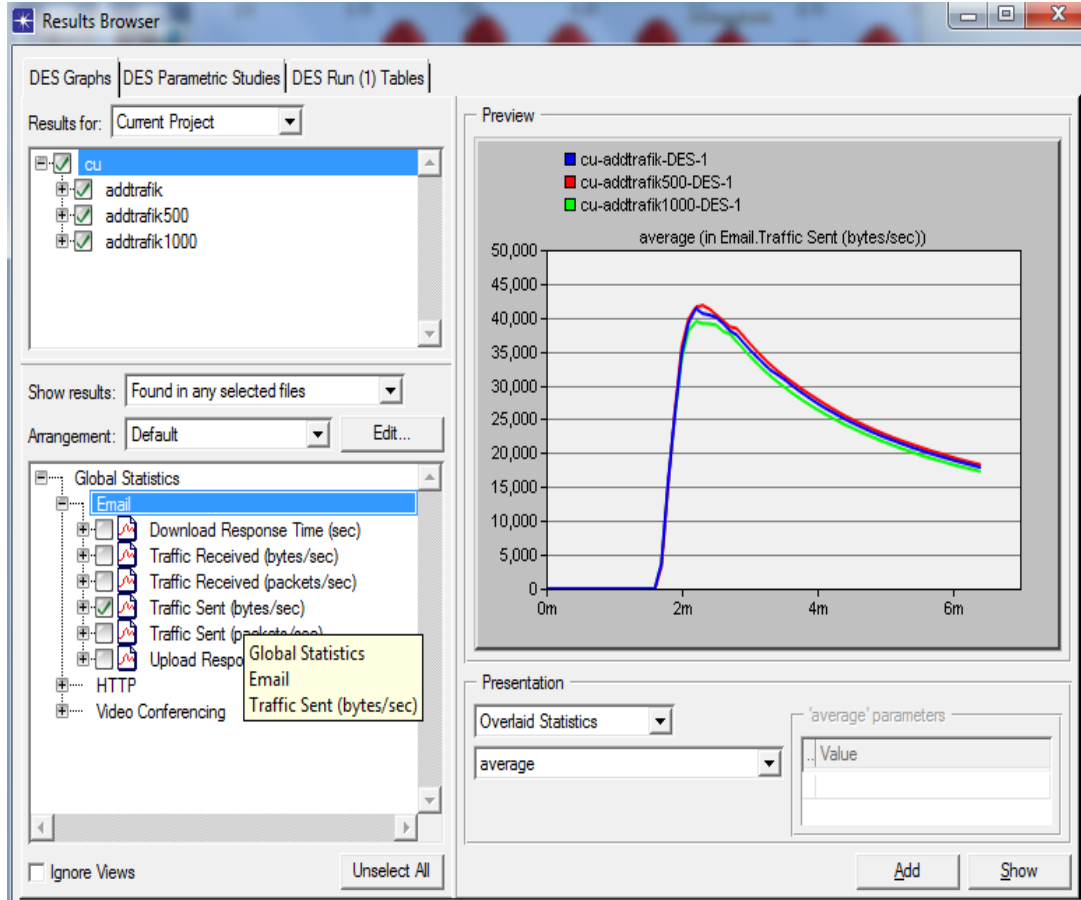 Results Browser
DES Graphs DES Parametric Studies DES Run (1) Tables
Results for: Current Project
cu
addtrafik
addtrafik500
addtrafik1000
Show results: Found in any selected files
Arrangement: Default Edit...
Global Statistics
Email
Download Response Time (sec)
Traffic Received (bytes/sec)
Traffic Received (packets/sec)
Traffic Sent (bytes/sec)
Traffic Sent
Upload
HTTP
Video Conferencing
Global Statistics
Email
Traffic Sent (bytes/sec)
Ignore Views Unselect All
Preview
cu-addtrafik-DES-1
cu-addtrafik500-DES-1
cu-addtrafik1000-DES-1
average (in Email.Traffic Sent (bytes/sec))
50,000
45,000
40,000
35,000
30,000
25,000
20,000
15,000
10,000
5,000
0
0m 2m 4m 6m
Presentation
Overlaid Statistics
average
'average' parameters
.. Value
Add Show